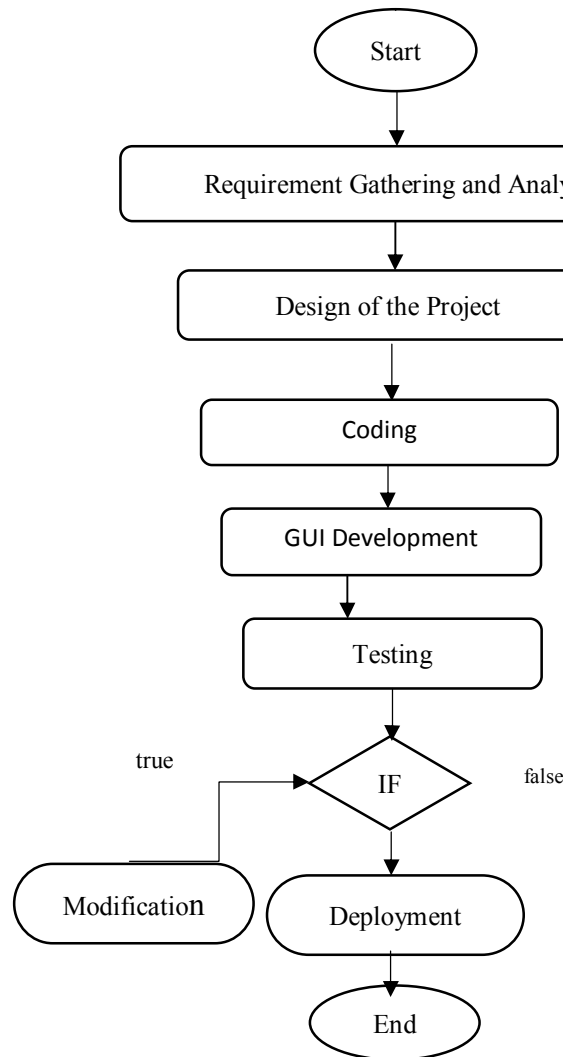 Start
Requirement Gathering and Analy
Design of the Project
Coding
GUI Development
Testing
true
IF
false
Modification
Deployment
End